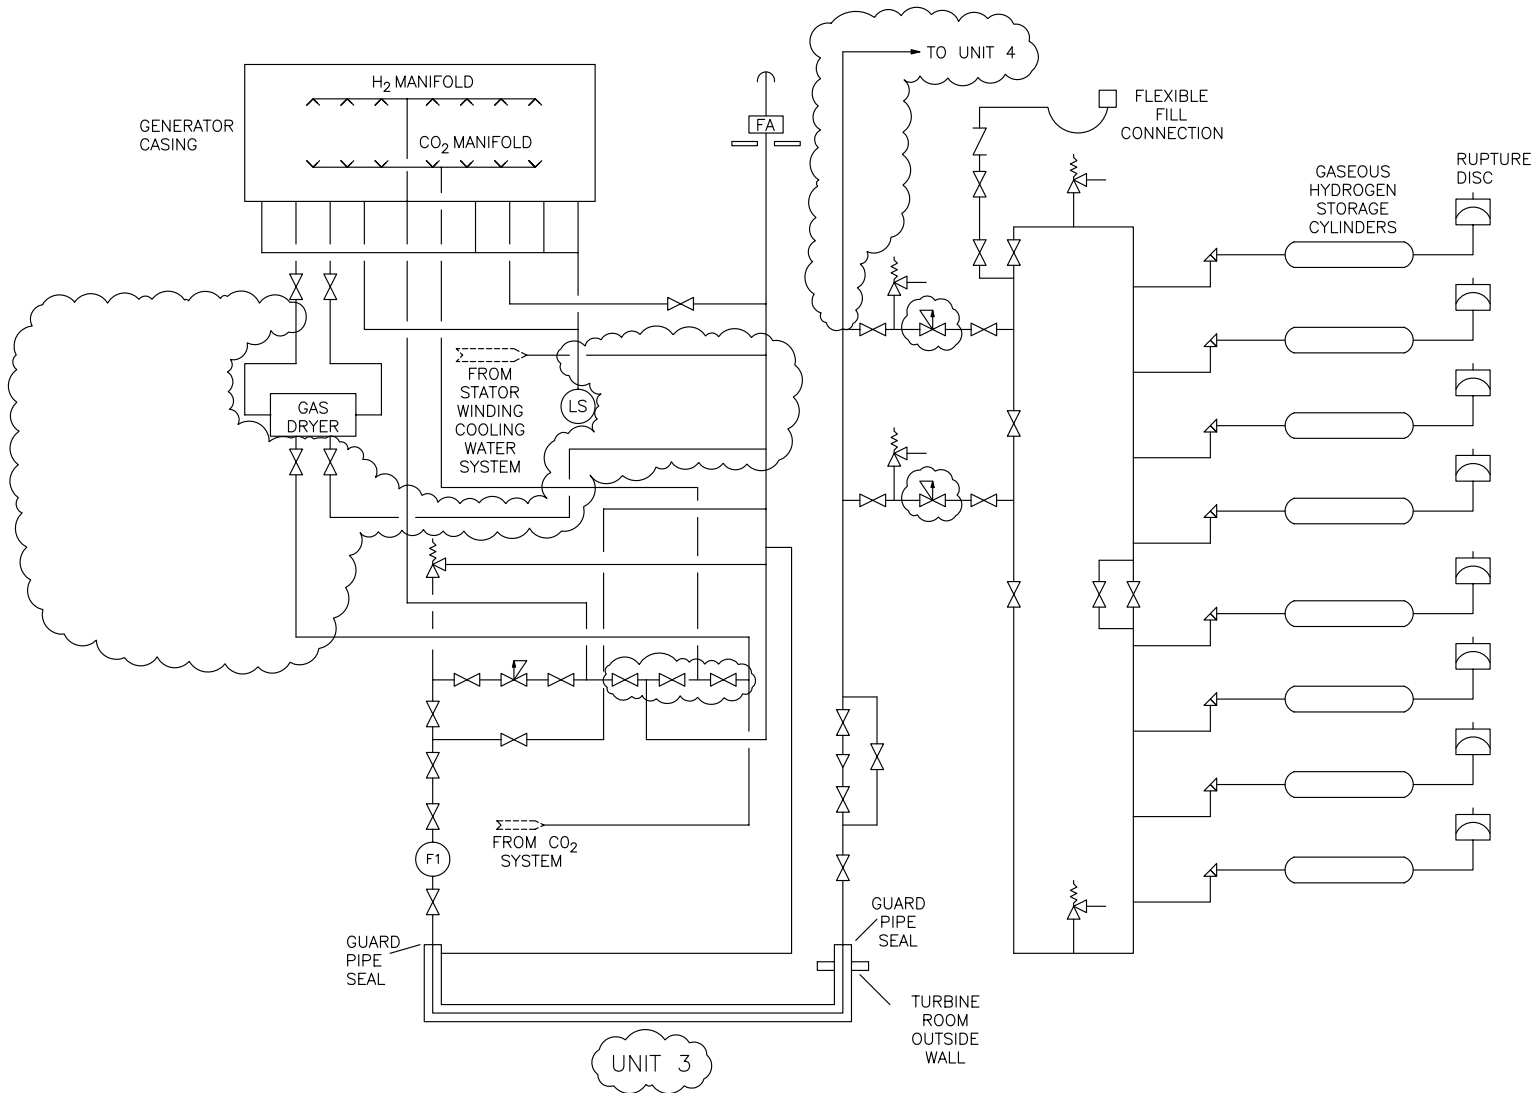 TO UNIT 4
H2 MANIFOLD
FLEXIBLE
FILL
CONNECTION
GENERATOR
CASING
FA
CO2 MANIFOLD
RUPTURE
DISC
GASEOUS
HYDROGEN
STORAGE
CYLINDERS
FROM
STATOR
WINDING
COOLING
WATER
SYSTEM
LS
GAS
DRYER
FROM CO2
SYSTEM
F1
GUARD
PIPE
SEAL
GUARD
PIPE
SEAL
TURBINE
ROOM
OUTSIDE
WALL
UNIT 3